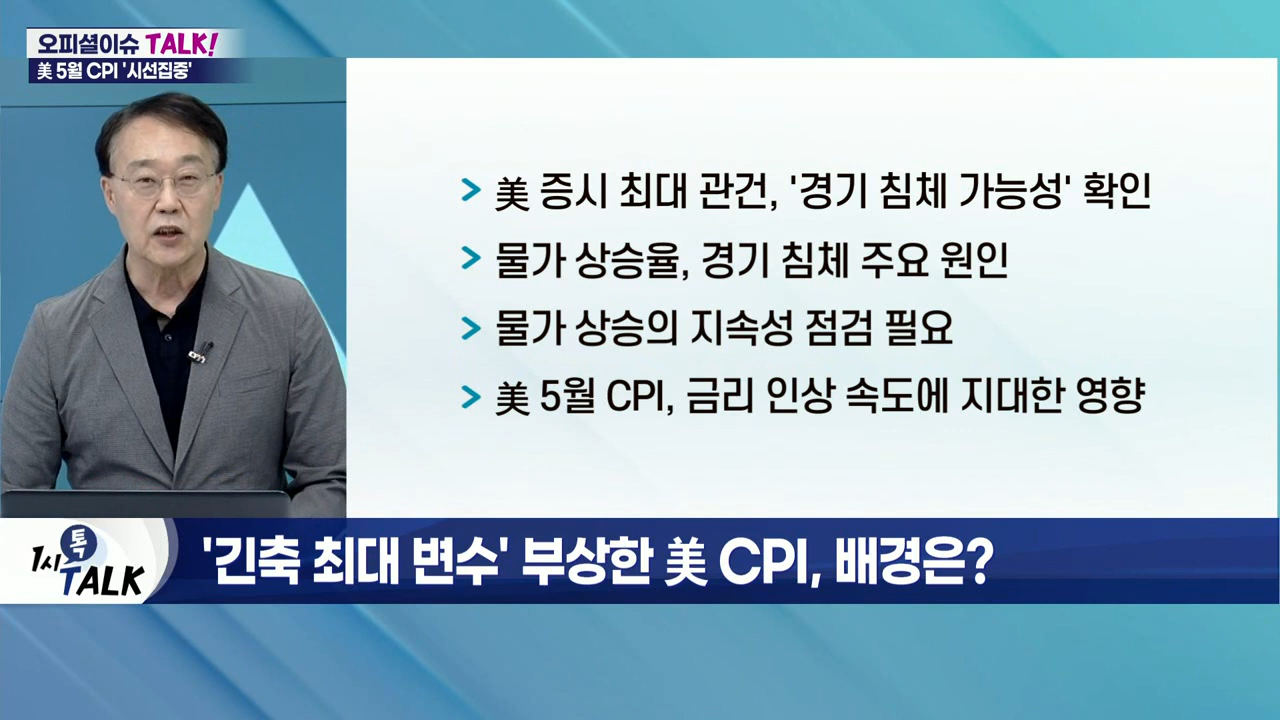 오피셜이슈 TALK!
美 5월 CPI '시선집중'
> 美 증시 최대 관건, '경기 침체 가능성' 확인
> 물가 상승율, 경기 침체 주요 원인
> 물가 상승의 지속성 점검 필요
> 美 5월 CPI, 금리 인상 속도에 지대한 영향
1시 톡 TALK
'긴축 최대 변수' 부상한 美 CPI, 배경은?